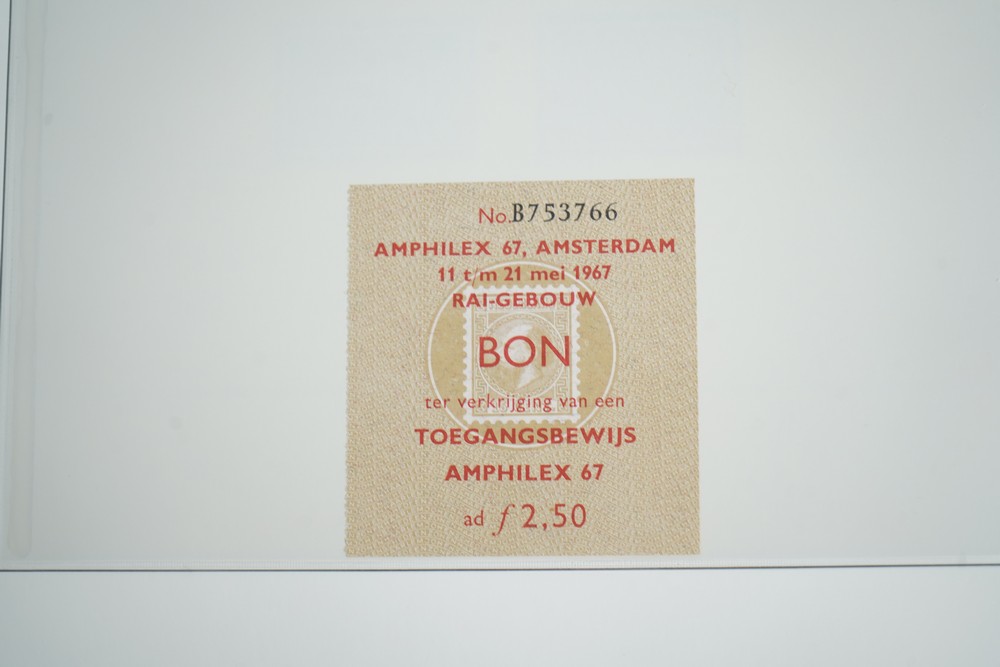 No. B753766
AMPHILEX 67, AMSTERDAM
11 t/m 21 mei 1967
RAI-GEBOUW
BON
ter verkrijging van een
TOEGANGSBEWIJS
AMPHILEX 67
ad ƒ 2,50